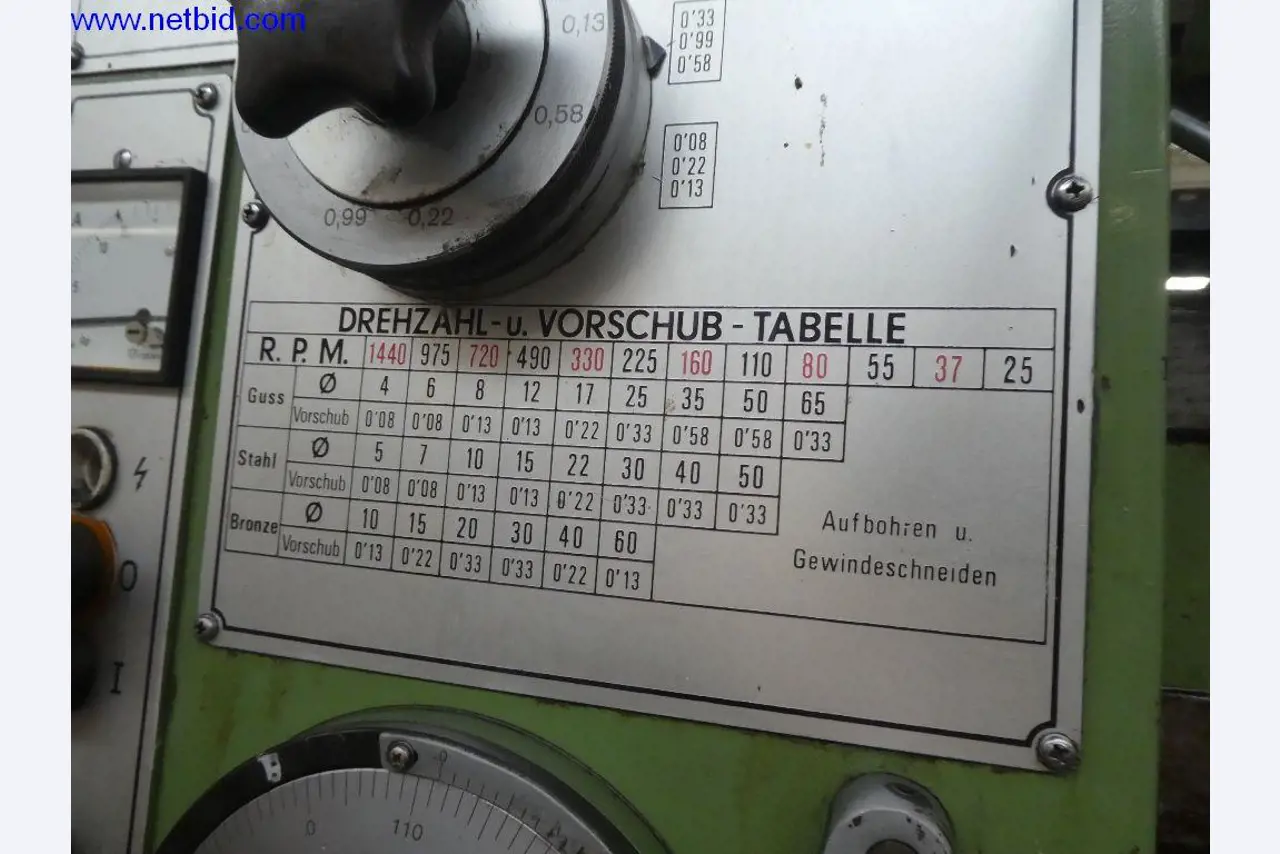 www.netbid.com
0,13
0,58
0,99 0,22
0'33
0'99
0'58
0'08
0'22
0'13
DREHZAHL-u. VORSCHUB - TABELLE
R. P. M. 1440 975 720 490 330 225 160 110 80 55 37 25
Guss Ø 4 6 8 12 17 25 35 50 65
Vorschub 0'08 0'08 0'13 0'13 0'22 0'33 0'58 0'58 0'33
Stahl Ø 5 7 10 15 22 30 40 50
Vorschub 0'08 0'08 0'13 0'13 0'22 0'33 0'33 0'33
Bronze Ø 10 15 20 30 40 60
Vorschub 0'13 0'22 0'33 0'33 0'22 0'13
Aufbohren u.
Gewindeschneiden
A
O
I
0
0 110